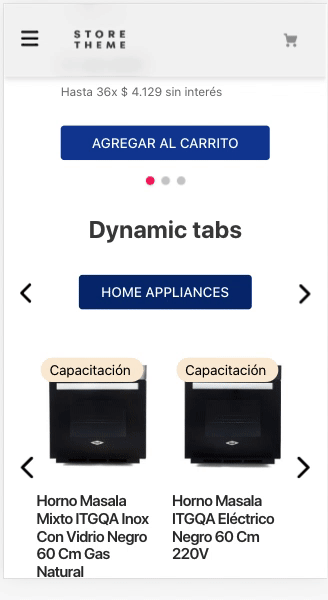 STORE
THEME
Hasta 36x $ 4.129 sin interés
AGREGAR AL CARRITO
Dynamic tabs
HOME APPLIANCES
Capacitación
Capacitación
Horno Masala
Mixto ITGQA Inox
Con Vidrio Negro
60 Cm Gas
Natural
Horno Masala
ITGQA Eléctrico
Negro 60 Cm
220V